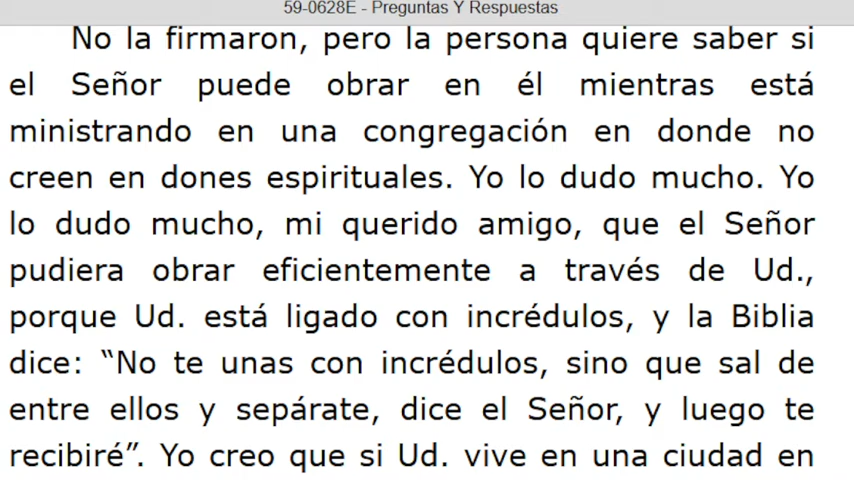 59-0628E - Preguntas Y Respuestas
No la firmaron, pero la persona quiere saber si
el Señor puede obrar en él mientras está
ministrando en una congregación en donde no
creen en dones espirituales. Yo lo dudo mucho. Yo
lo dudo mucho, mi querido amigo, que el Señor
pudiera obrar eficientemente a través de Ud.,
porque Ud. está ligado con incrédulos, y la Biblia
dice: “No te unas con incrédulos, sino que sal de
entre ellos y sepárate, dice el Señor, y luego te
recibiré”. Yo creo que si Ud. vive en una ciudad en